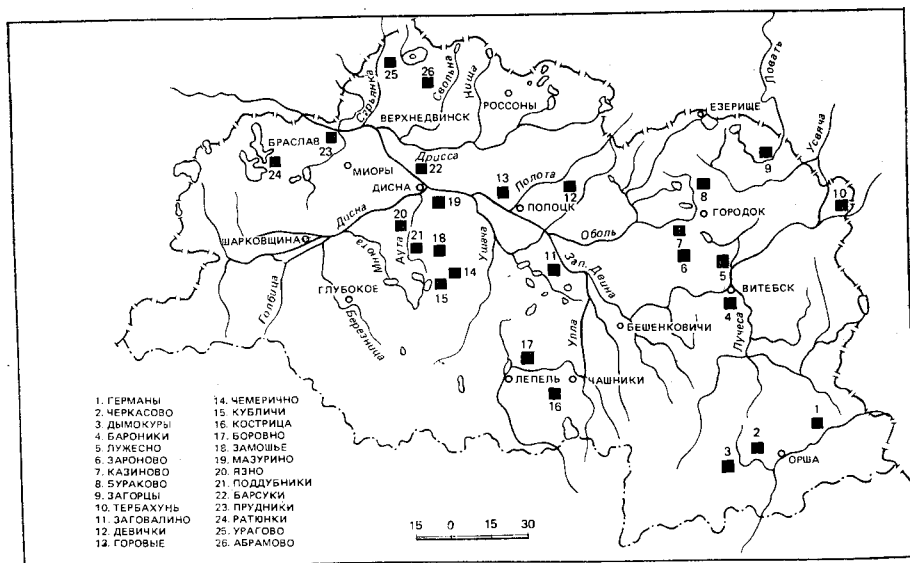 25
26
Сарьянка
Свольна
Нища
РОССОНЫ
Ловать
ЕЗЕРИЩЕ
Усвяча
ВЕРХНЕДВИНСК
БРАСЛАВ
23
24
МИОРЫ
Дрисса
22
ДИСНА
19
13
Полота
12
ПОЛОЦК
9
8
ГОРОДОК
10
Дисна
20
ШАРКОВЩИНА
Мнюта
Аута
21
18
Ушача
Оболь
7
6
5
ВИТЕБСК
4
14
15
11
Зап. Двина
Голбица
ГЛУБОКОЕ
Березница
БЕШЕНКОВИЧИ
Лучеса
Улла
17
ЛЕПЕЛЬ
ЧАШНИКИ
16
1
2
3
ОРША
1. ГЕРМАНЫ
2. ЧЕРКАСОВО
3. ДЫМОКУРЫ
4. БАРОНИКИ
5. ЛУЖЕСНО
6. ЗАРОНОВО
7. КАЗИНОВО
8. БУРАКОВО
9. ЗАГОРЦЫ
10. ТЕРБАХУНЬ
11. ЗАГОВАЛИНО
12. ДЕВИЧКИ
13. ГОРОВЫЕ
14. ЧЕМЕРИЧНО
15. КУБЛИЧИ
16. КОСТРИЦА
17. БОРОВНО
18. ЗАМОШЬЕ
19. МАЗУРИНО
20. ЯЗНО
21. ПОДДУБНИКИ
22. БАРСУКИ
23. ПРУДНИКИ
24. РАТЮНКИ
25. УРАГОВО
26. АБРАМОВО
15 0 15 30